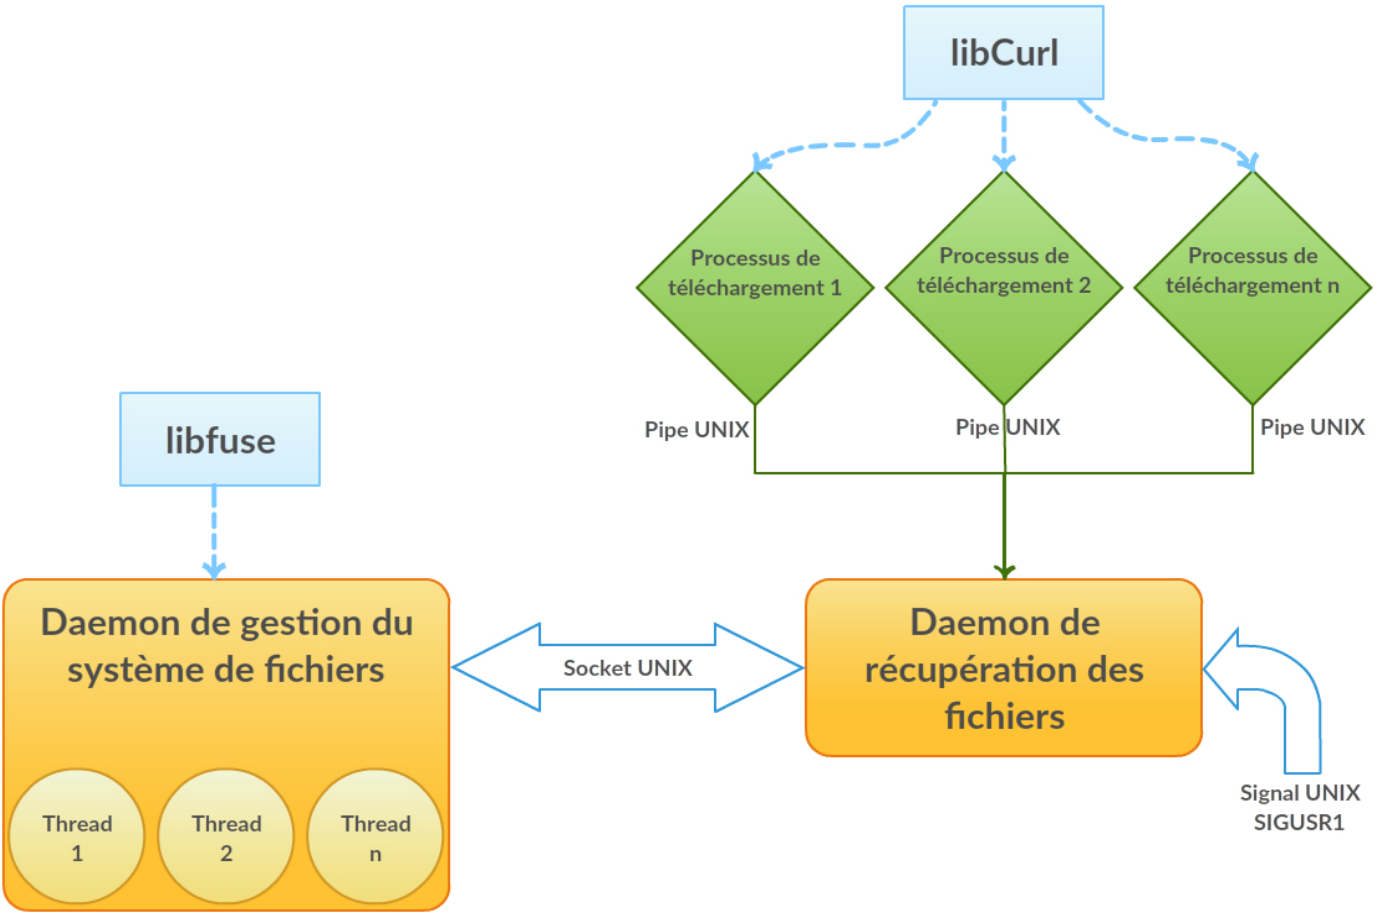 libCurl
Processus de
téléchargement 1
Processus de
téléchargement 2
Processus de
téléchargement n
Pipe UNIX
Pipe UNIX
Pipe UNIX
libfuse
Daemon de gestion du
système de fichiers
Socket UNIX
Daemon de
récupération des
fichiers
Thread
1
Thread
2
Thread
n
Signal UNIX
SIGUSR1